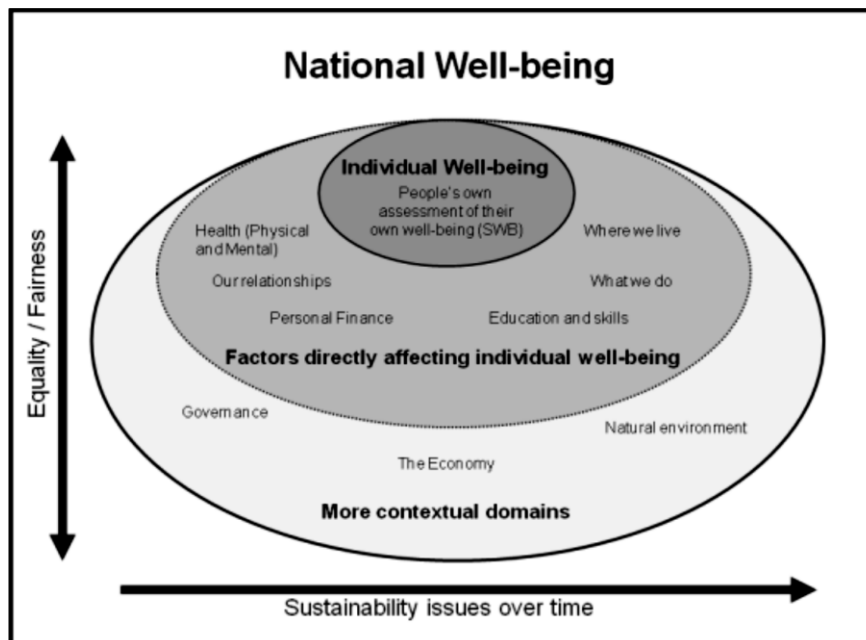 National Well-being
Individual Well-being
People's own
assessment of their
own well-being (SWB)
Health (Physical
and Mental)
Where we live
Our relationships
What we do
Personal Finance
Education and skills
Factors directly affecting individual well-being
Governance
Natural environment
The Economy
More contextual domains
Equality / Fairness
Sustainability issues over time